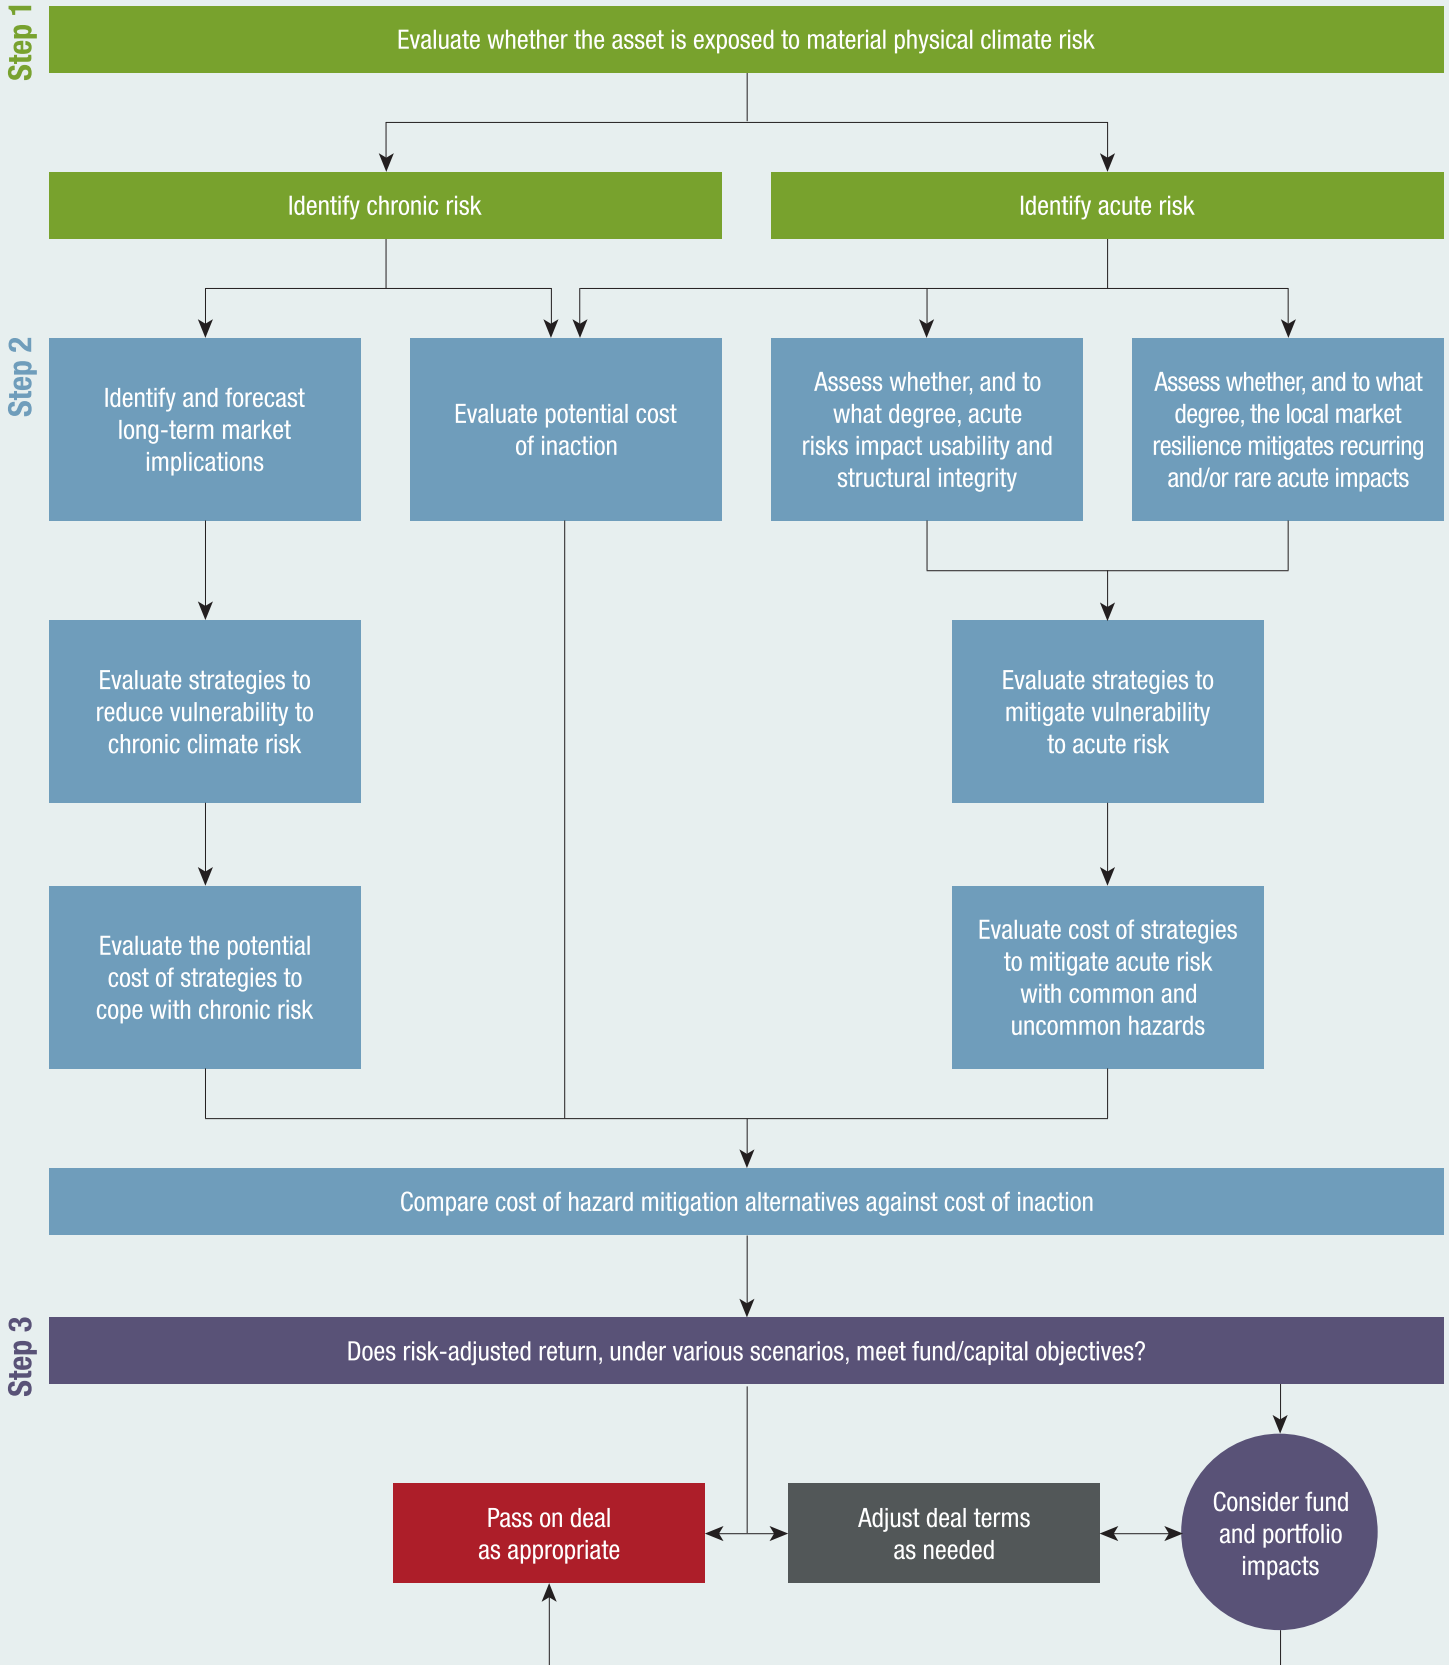 Step 1
Evaluate whether the asset is exposed to material physical climate risk
Identify chronic risk
Identify acute risk
Step 2
Identify and forecast
long-term market
implications
Evaluate potential cost
of inaction
Assess whether, and to
what degree, acute
risks impact usability and
structural integrity
Assess whether, and to what
degree, the local market
resilience mitigates recurring
and/or rare acute impacts
Evaluate strategies to
reduce vulnerability to
chronic climate risk
Evaluate strategies to
mitigate vulnerability
to acute risk
Evaluate the potential
cost of strategies to
cope with chronic risk
Evaluate cost of strategies
to mitigate acute risk
with common and
uncommon hazards
Compare cost of hazard mitigation alternatives against cost of inaction
Step 3
Does risk-adjusted return, under various scenarios, meet fund/capital objectives?
Pass on deal
as appropriate
Adjust deal terms
as needed
Consider fund
and portfolio
impacts